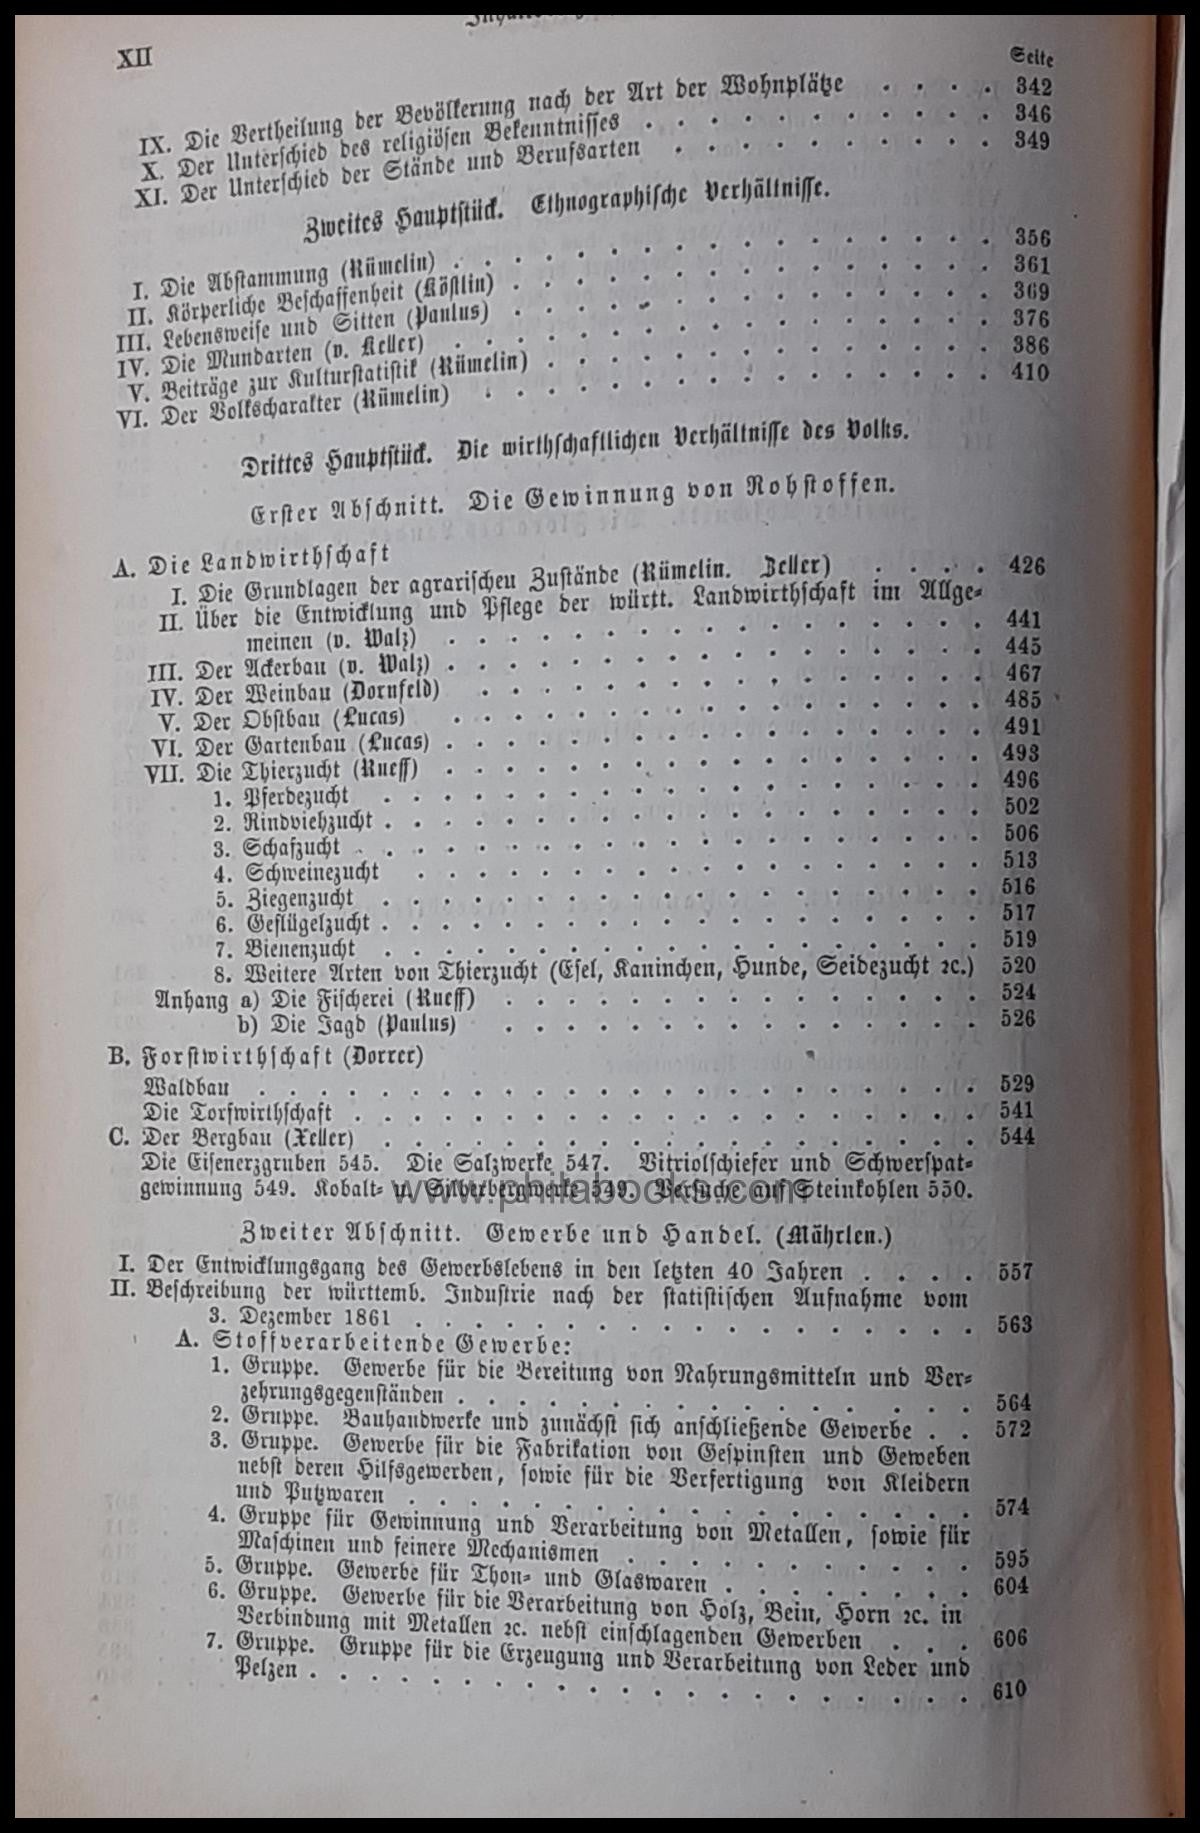 XII
Seite
IX. Die Vertheilung der Bevölkerung nach der Art der Wohnplätze . . . . 342
X. Der Unterschied des religiösen Bekenntnisses . . . . . . . . . . . 346
XI. Der Unterschied der Stände und Berufsarten . . . . . . . . . . 349
Zweites Hauptstück. Ethnographische Verhältnisse.
I. Die Abstammung (Rümelin) . . . . . . . . . . . . . . . . . 356
II. Körperliche Beschaffenheit (Köstlin) . . . . . . . . . . . . . . . 361
III. Lebensweise und Sitten (Paulus) . . . . . . . . . . . . . . . 369
IV. Die Mundarten (v. Keller) . . . . . . . . . . . . . . . . . 376
V. Beiträge zur Kulturstatistik (Rümelin) . . . . . . . . . . . . . . 386
VI. Der Volkscharakter (Rümelin) . . . . . . . . . . . . . . . . 410
Drittes Hauptstück. Die wirthschaftlichen Verhältnisse des Volks.
Erster Abschnitt. Die Gewinnung von Rohstoffen.
A. Die Landwirthschaft
I. Die Grundlagen der agrarischen Zustände (Rümelin. Zeller) . . . . 426
II. Über die Entwicklung und Pflege der württ. Landwirthschaft im Allge-
meinen (v. Walz) . . . . . . . . . . . . . . . . . 441
III. Der Ackerbau (v. Walz) . . . . . . . . . . . . . . . . . 445
IV. Der Weinbau (Dornfeld) . . . . . . . . . . . . . . . . 467
V. Der Obstbau (Lucas) . . . . . . . . . . . . . . . . . 485
VI. Der Gartenbau (Lucas) . . . . . . . . . . . . . . . . . 491
VII. Die Thierzucht (Rueff) . . . . . . . . . . . . . . . . . 493
1. Pferdezucht . . . . . . . . . . . . . . . . . . . 496
2. Rindviehzucht . . . . . . . . . . . . . . . . . . . 502
3. Schafzucht . . . . . . . . . . . . . . . . . . . . 506
4. Schweinezucht . . . . . . . . . . . . . . . . . . 513
5. Ziegenzucht . . . . . . . . . . . . . . . . . . . 516
6. Geflügelzucht . . . . . . . . . . . . . . . . . . . 517
7. Bienenzucht . . . . . . . . . . . . . . . . . . . 519
8. Weitere Arten von Thierzucht (Esel, Kaninchen, Hunde, Seidezucht ꝛc.) 520
Anhang a) Die Fischerei (Rueff) . . . . . . . . . . . . . . . 524
b) Die Jagd (Paulus) . . . . . . . . . . . . . . . 526
B. Forstwirthschaft (Dorrer)
Waldbau . . . . . . . . . . . . . . . . . . . . . . 529
Die Torfwirthschaft . . . . . . . . . . . . . . . . . . . . 541
C. Der Bergbau (Xeller) . . . . . . . . . . . . . . . . . . . 544
Die Eisenerzgruben 545. Die Salzwerke 547. Vitriolschiefer und Schwerspat-
gewinnung 549. Kobalt- u. Silberbergwerke 549. Versuche auf Steinkohlen 550.
www.philabooks.com
Zweiter Abschnitt. Gewerbe und Handel. (Mährlen.)
I. Der Entwicklungsgang des Gewerbslebens in den letzten 40 Jahren . . . . 557
II. Beschreibung der württemb. Industrie nach der statistischen Aufnahme vom
3. Dezember 1861 . . . . . . . . . . . . . . . . . . 563
A. Stoffverarbeitende Gewerbe:
1. Gruppe. Gewerbe für die Bereitung von Nahrungsmitteln und Ver-
zehrungsgegenständen . . . . . . . . . . . . . . . . . 564
2. Gruppe. Bauhandwerke und zunächst sich anschließende Gewerbe . . 572
3. Gruppe. Gewerbe für die Fabrikation von Gespinsten und Geweben
nebst deren Hilfsgewerben, sowie für die Verfertigung von Kleidern
und Putzwaren . . . . . . . . . . . . . . . . . . 574
4. Gruppe für Gewinnung und Verarbeitung von Metallen, sowie für
Maschinen und feinere Mechanismen . . . . . . . . . . . 595
5. Gruppe. Gewerbe für Thon- und Glaswaren . . . . . . . . 604
6. Gruppe. Gewerbe für die Verarbeitung von Holz, Bein, Horn ꝛc. in
Verbindung mit Metallen ꝛc. nebst einschlagenden Gewerben . . . 606
7. Gruppe. Gruppe für die Erzeugung und Verarbeitung von Leder und
Pelzen . . . . . . . . . . . . . . . . . . . . . . 610